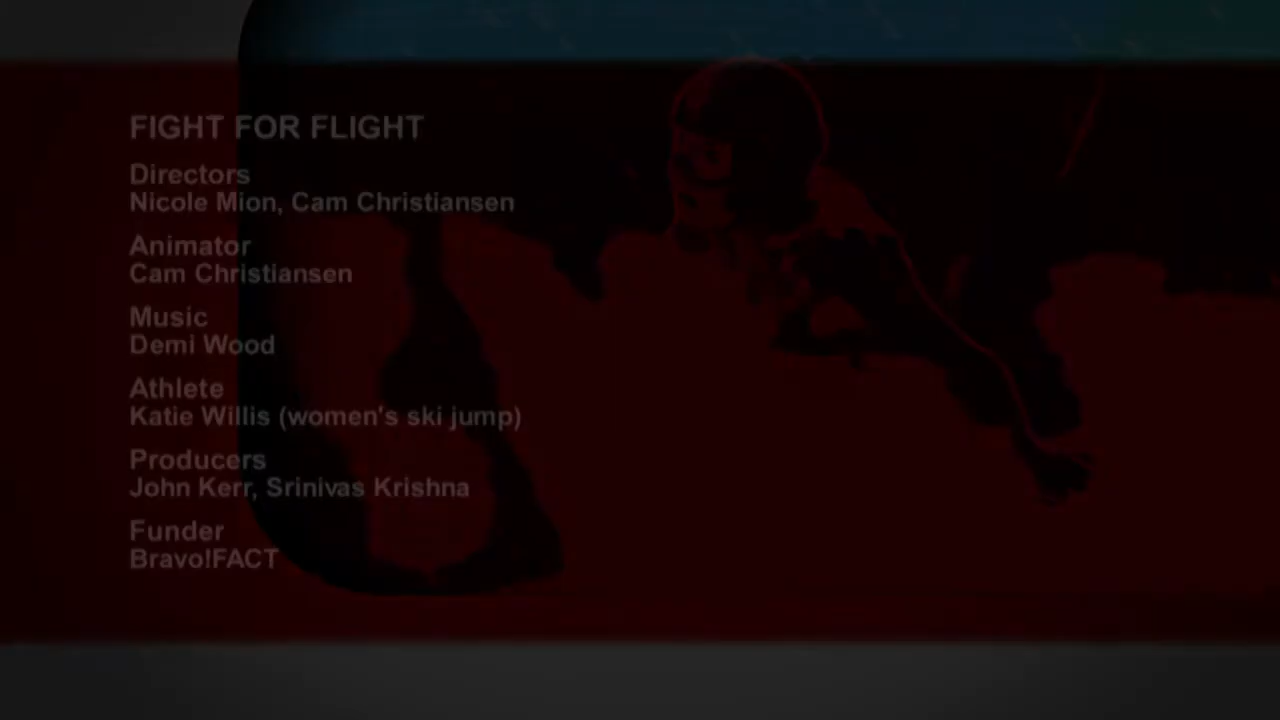 FIGHT FOR FLIGHT
Directors
Nicole Mion, Cam Christiansen
Animator
Cam Christiansen
Music
Demi Wood
Athlete
Katie Willis (women's ski jump)
Producers
John Kerr, Srinivas Krishna
Funder
Bravo!FACT